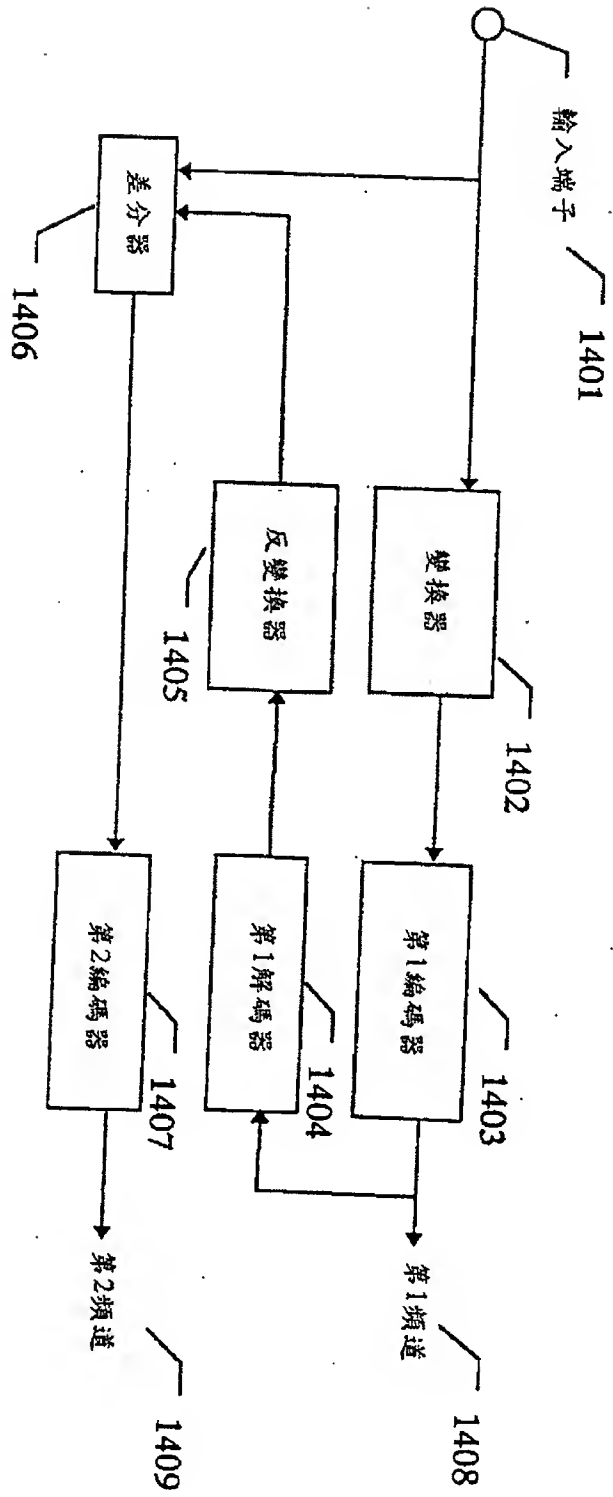 輸入端子
1401
變換器
1402
第1編碼器
1403
第1頻道
1408
反變換器
1405
第1解碼器
1404
差分器
1406
第2編碼器
1407
第2頻道
1409